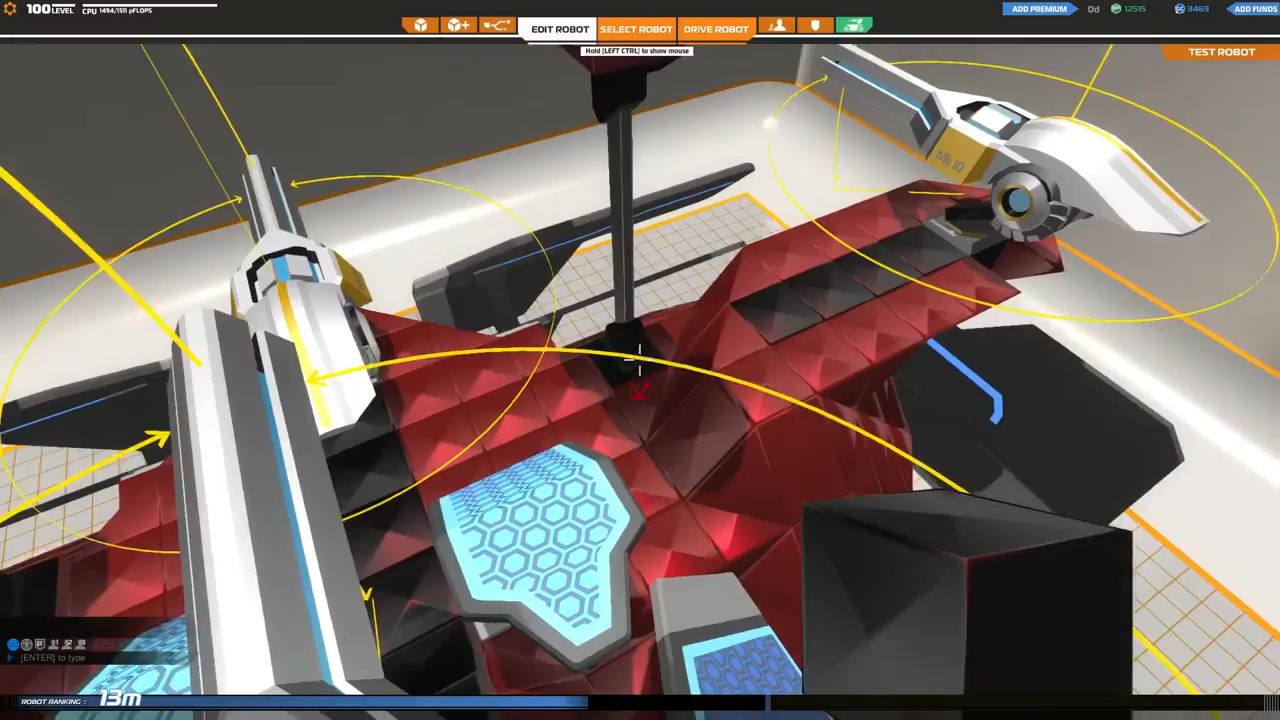 100 LEVEL CPU 1494/1511 pFLOPS
ADD PREMIUM 0d 12515 3469 ADD FUNDS
EDIT ROBOT SELECT ROBOT DRIVE ROBOT
Hold [LEFT CTRL] to show mouse
TEST ROBOT
Mk 10
[ENTER] to type
ROBOT RANKING: 13m